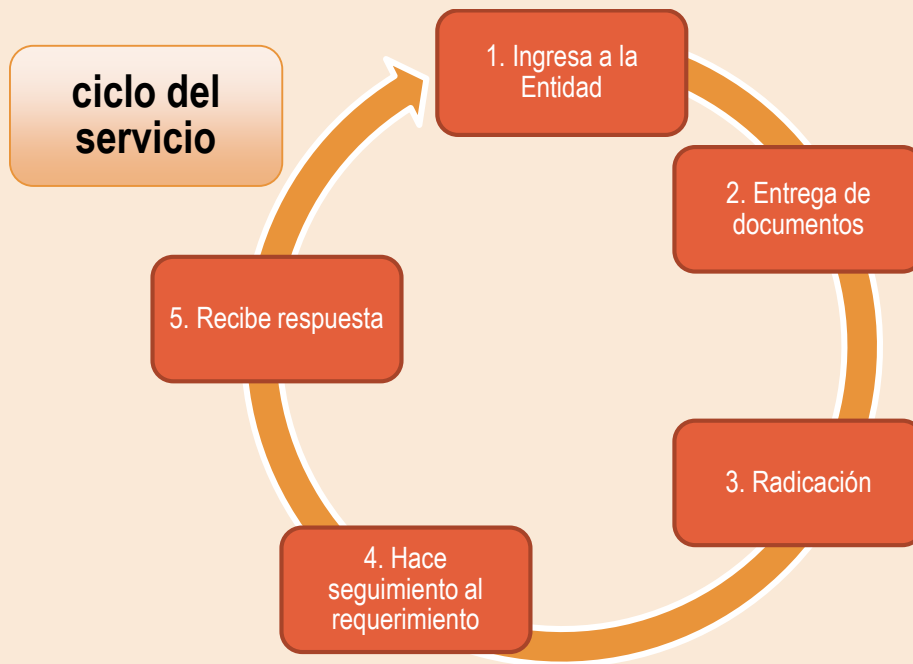 ciclo del
servicio
1. Ingresa a la
Entidad
2. Entrega de
documentos
3. Radicación
4. Hace
seguimiento al
requerimiento
5. Recibe respuesta